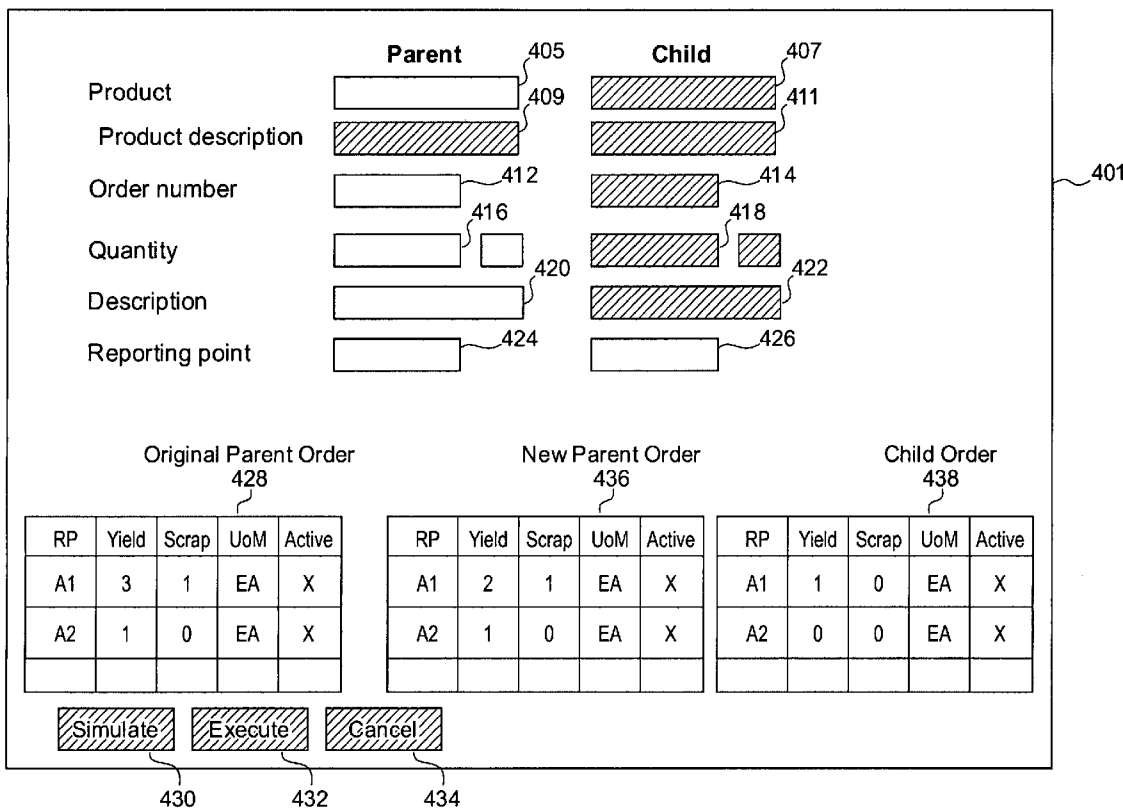 Parent Child
405 407
Product
409 411
Product description
412 414
Order number
401
416 418
Quantity
420 422
Description
424 426
Reporting point
Original Parent Order New Parent Order Child Order
428 436 438
RP Yield Scrap UoM Active RP Yield Scrap UoM Active RP Yield Scrap UoM Active
A1 3 1 EA X A1 2 1 EA X A1 1 0 EA X
A2 1 0 EA X A2 1 0 EA X A2 0 0 EA X
Simulate Execute Cancel
430 432 434